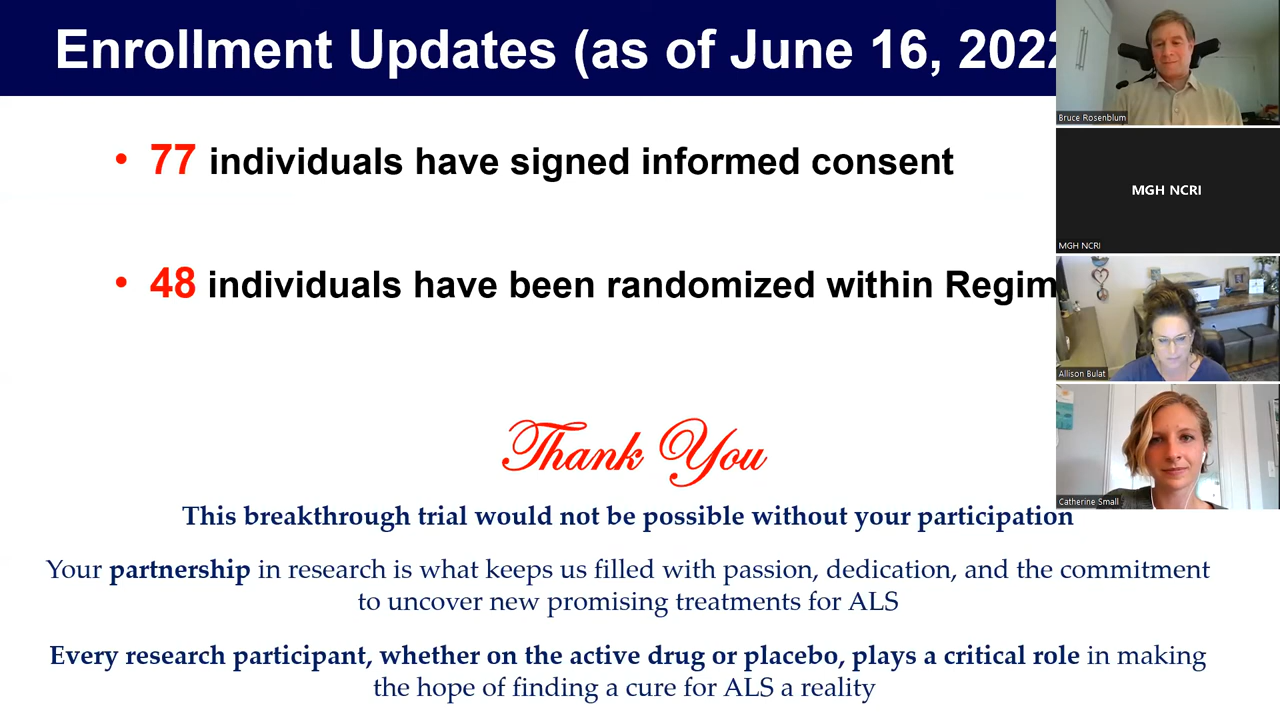 Enrollment Updates (as of June 16, 2022
• 77 individuals have signed informed consent
• 48 individuals have been randomized within Regim
Thank You
This breakthrough trial would not be possible without your participation
Your partnership in research is what keeps us filled with passion, dedication, and the commitment
to uncover new promising treatments for ALS
Every research participant, whether on the active drug or placebo, plays a critical role in making
the hope of finding a cure for ALS a reality
Bruce Rosenblum
MGH NCRI
MGH NCRI
Allison Bulat
Catherine Small